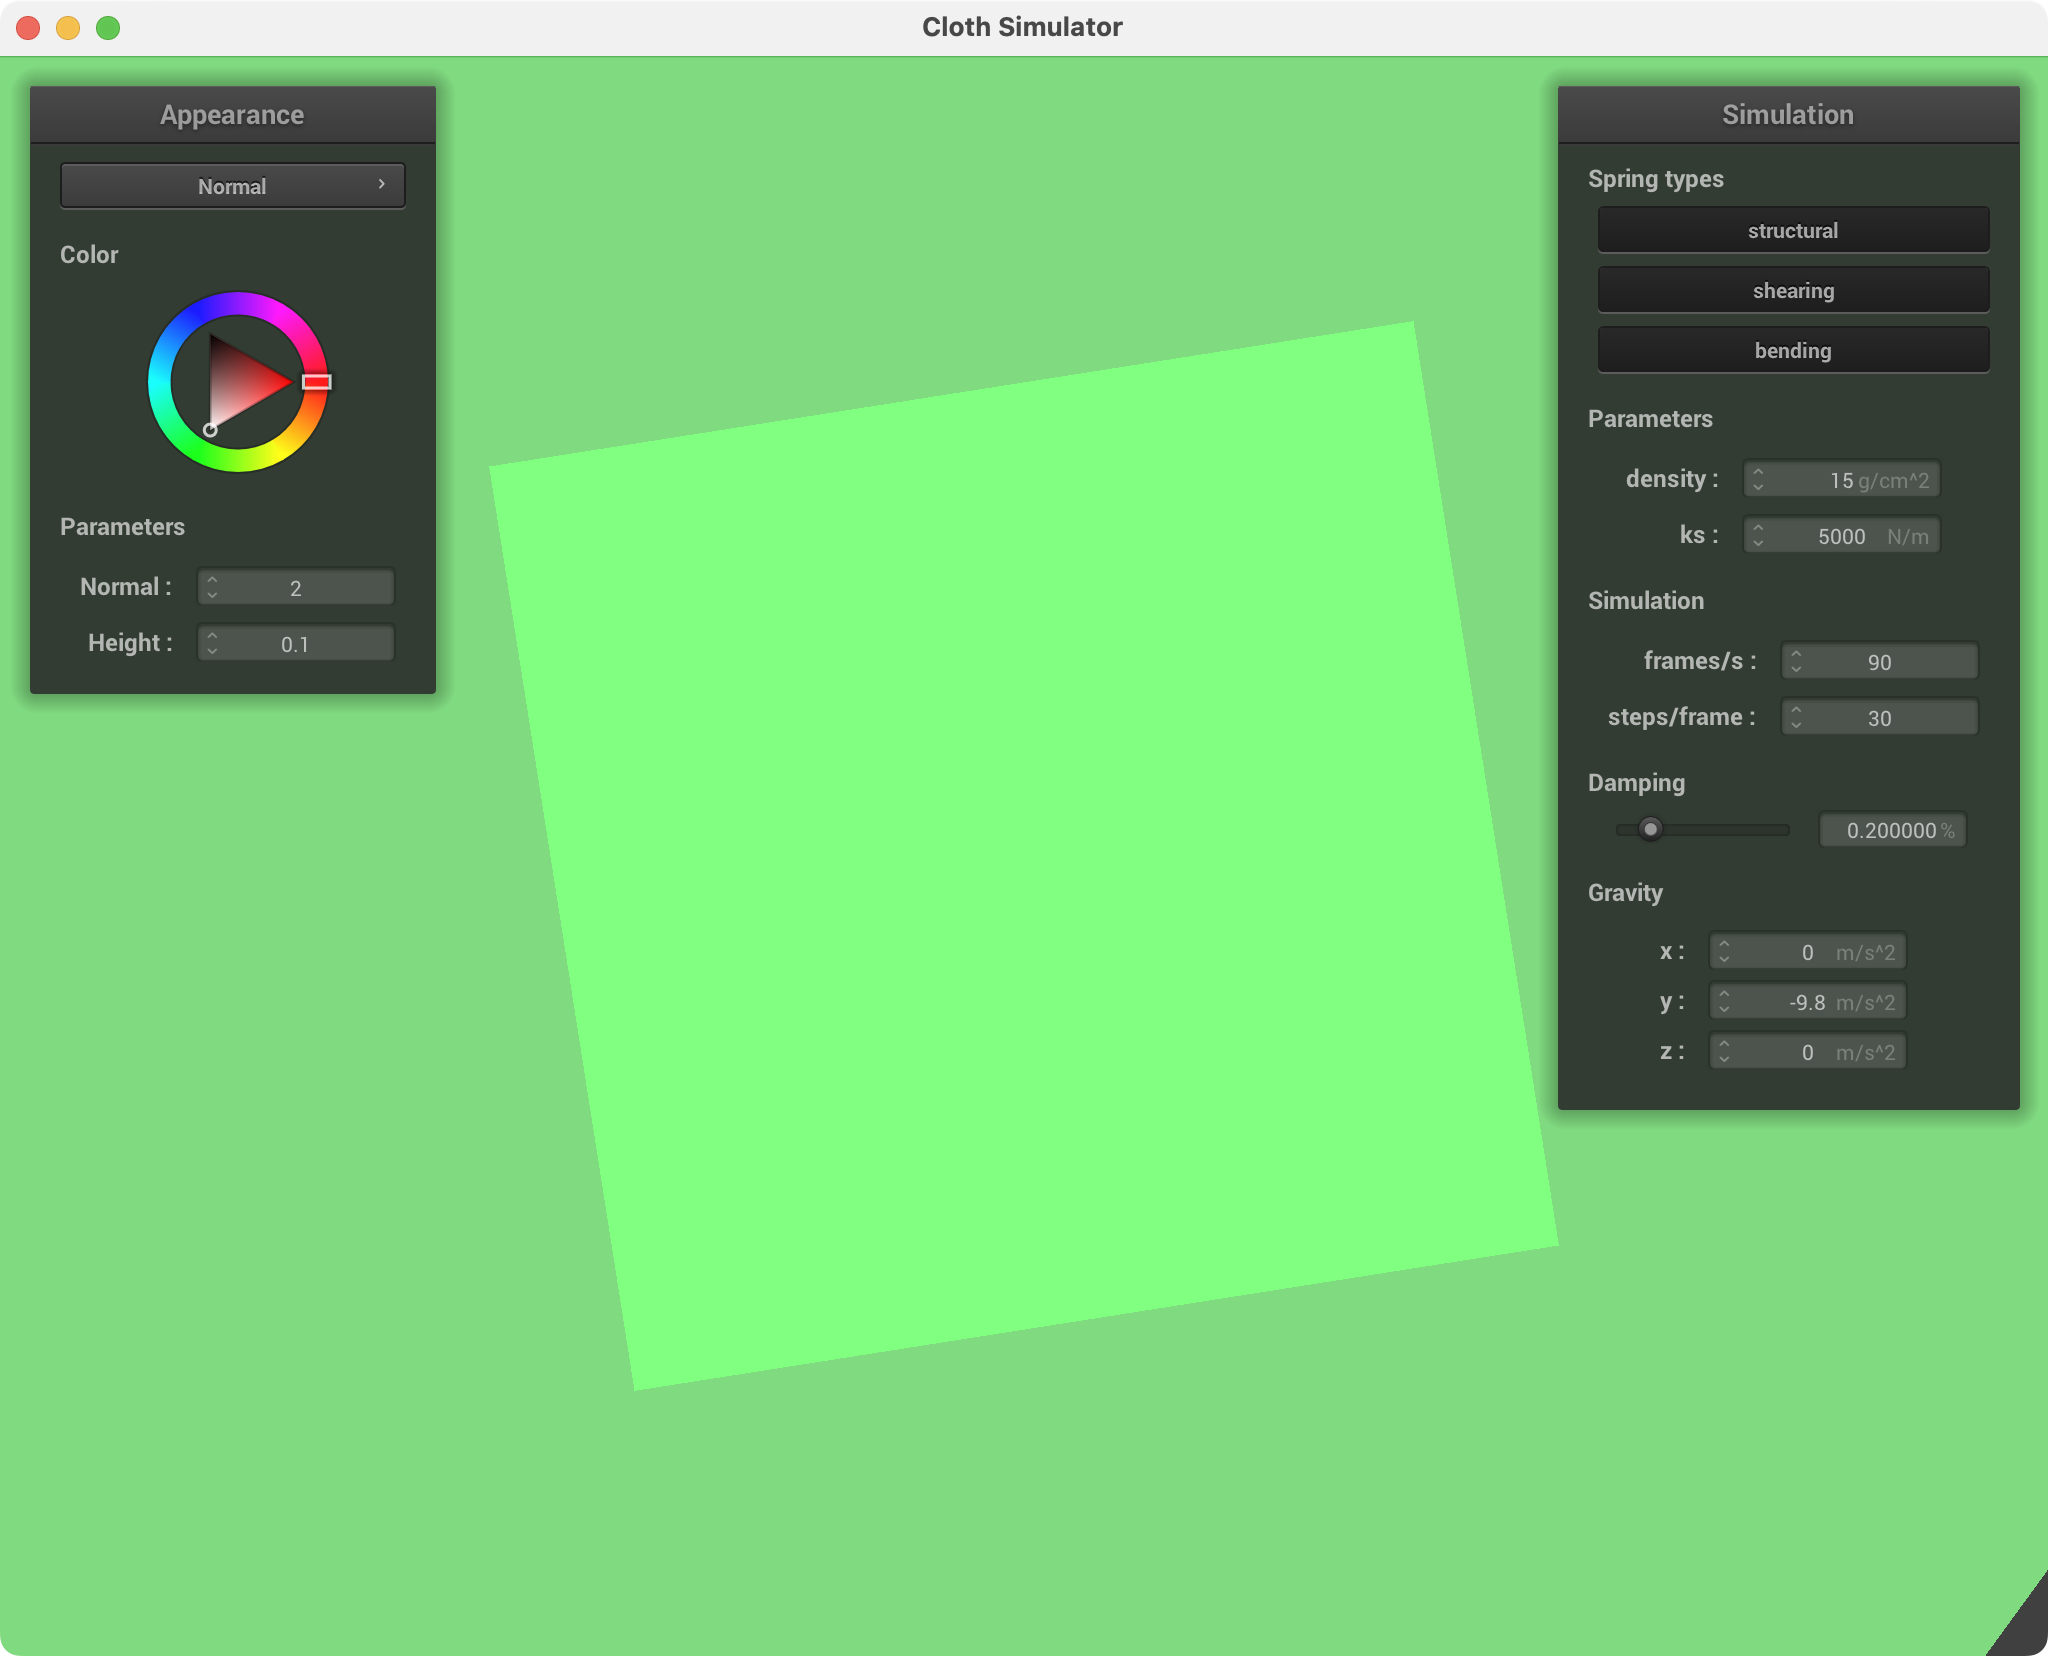 Cloth Simulator
Appearance
Normal
Color
Parameters
Normal : 2
Height : 0.1
Simulation
Spring types
structural
shearing
bending
Parameters
density : 15 g/cm^2
ks : 5000 N/m
Simulation
frames/s : 90
steps/frame : 30
Damping
0.200000 %
Gravity
x : 0 m/s^2
y : -9.8 m/s^2
z : 0 m/s^2